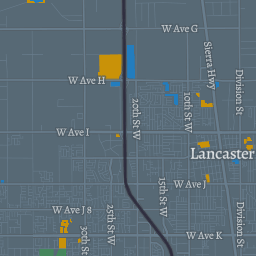 W Ave G
Sierra Hwy
W Ave H
Division St
10th St W
20th St W
W Ave I
Lancaster
W Ave J
15th St W
25th St W
W Ave J 8
Division St
30th St W
W Ave K